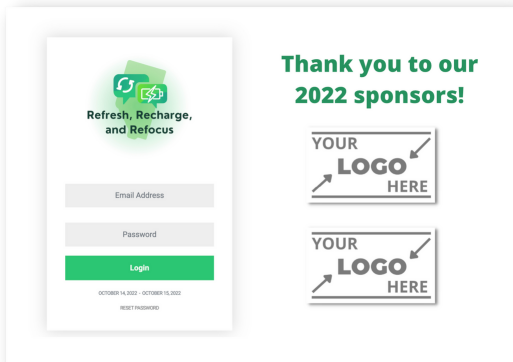 Refresh, Recharge,
and Refocus
Email Address
Password
Login
OCTOBER 14, 2022 - OCTOBER 15, 2022
RESET PASSWORD
Thank you to our
2022 sponsors!
YOUR
LOGO
HERE
YOUR
LOGO
HERE